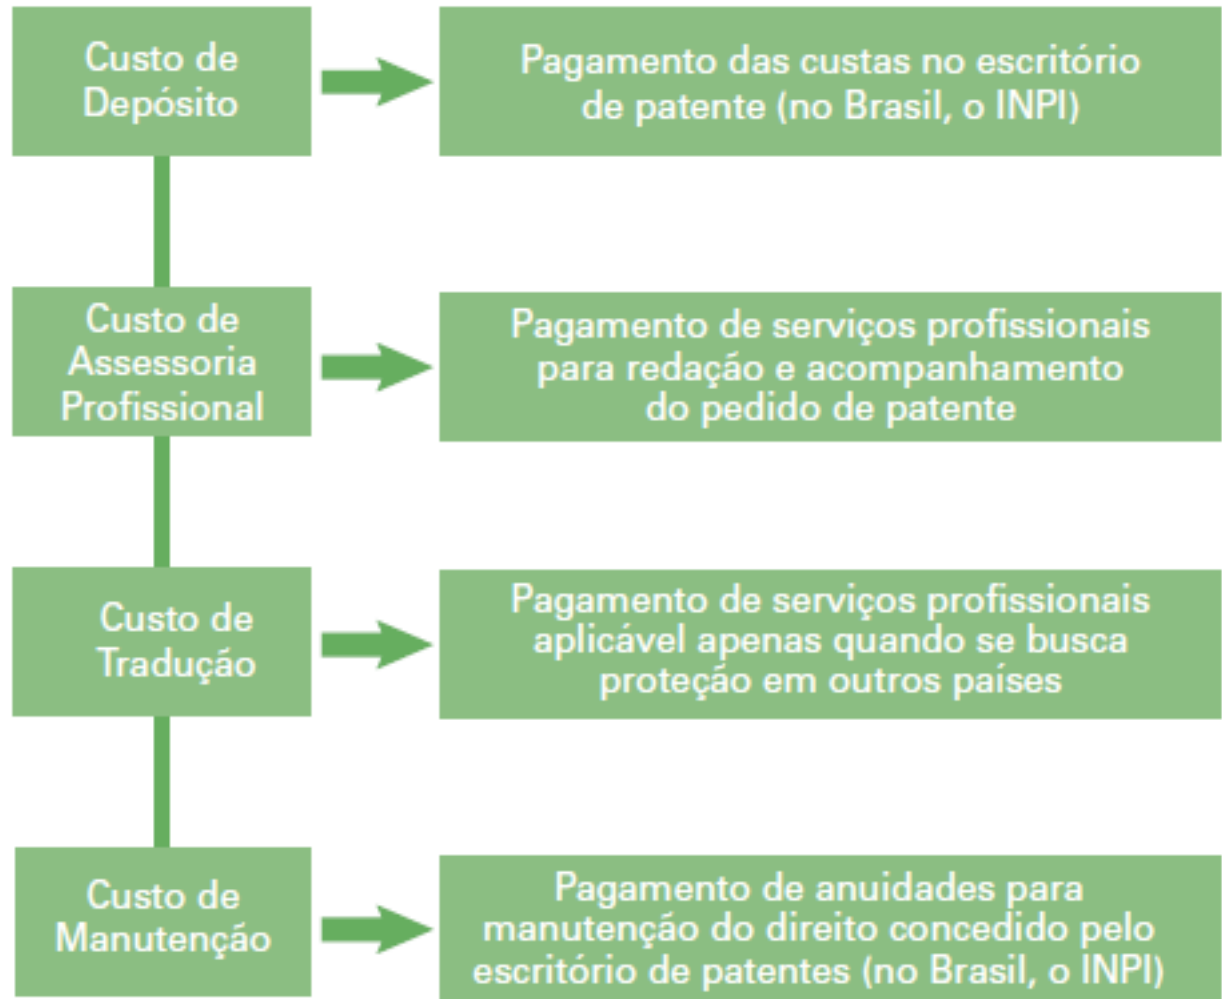 Custo de
Depósito
Pagamento das custas no escritório
de patente (no Brasil, o INPI)
Custo de
Assessoria
Profissional
Pagamento de serviços profissionais
para redação e acompanhamento
do pedido de patente
Custo de
Tradução
Pagamento de serviços profissionais
aplicável apenas quando se busca
proteção em outros países
Custo de
Manutenção
Pagamento de anuidades para
manutenção do direito concedido pelo
escritório de patentes (no Brasil, o INPI)